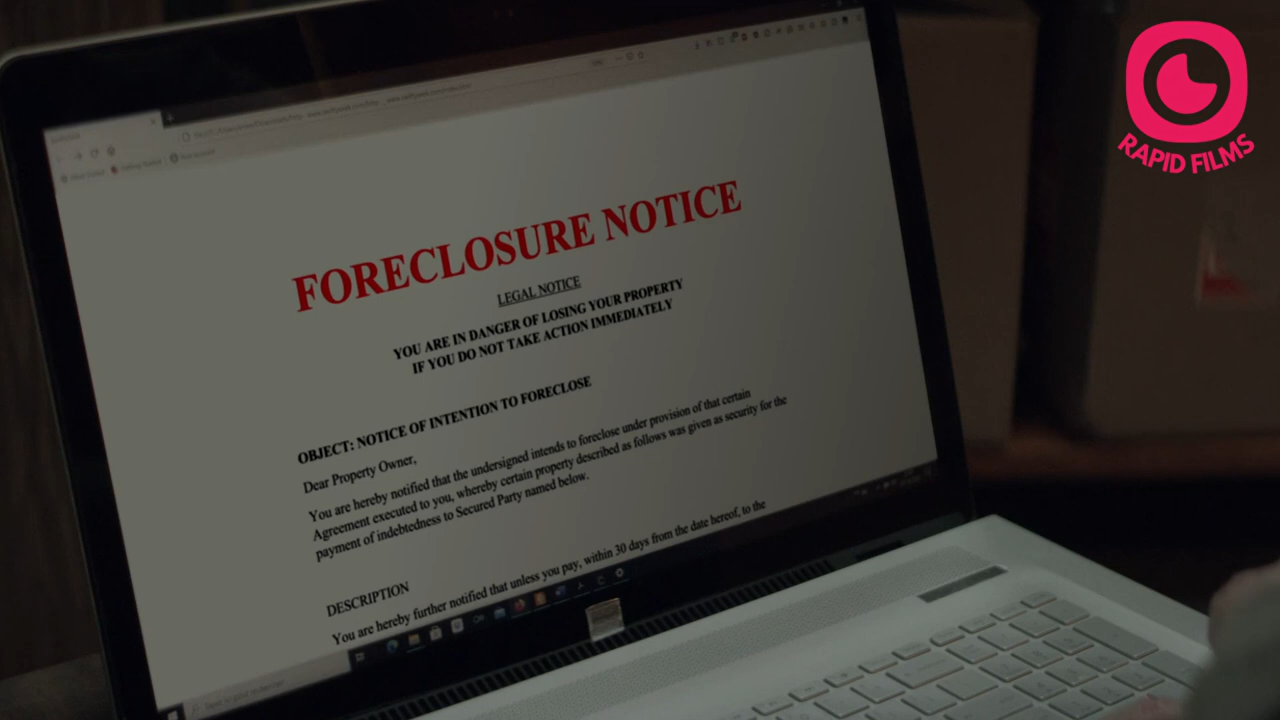 RAPID FILMS
FORECLOSURE NOTICE
LEGAL NOTICE
YOU ARE IN DANGER OF LOSING YOUR PROPERTY
IF YOU DO NOT TAKE ACTION IMMEDIATELY
OBJECT: NOTICE OF INTENTION TO FORECLOSE
Dear Property Owner,
You are hereby notified that the undersigned intends to foreclose under provision of that certain
Agreement executed to you, whereby certain property described as follows was given as security for the
payment of indebtedness to Secured Party named below.
DESCRIPTION
You are hereby further notified that unless you pay, within 30 days from the date hereof, to the